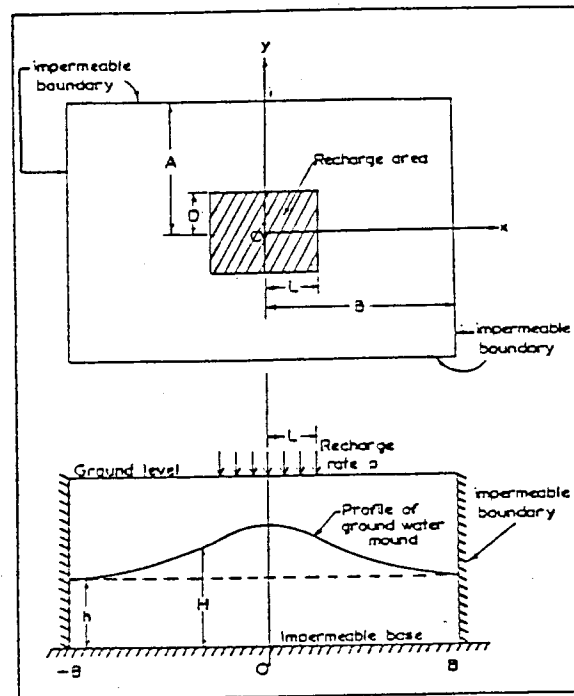 y
impermeable
boundary
A
Recharge area
D
x
L
B
impermeable
boundary
L
Recharge
rate p
Ground level
impermeable
boundary
Profile of
ground water
mound
h
H
Impermeable base
-B
O
B